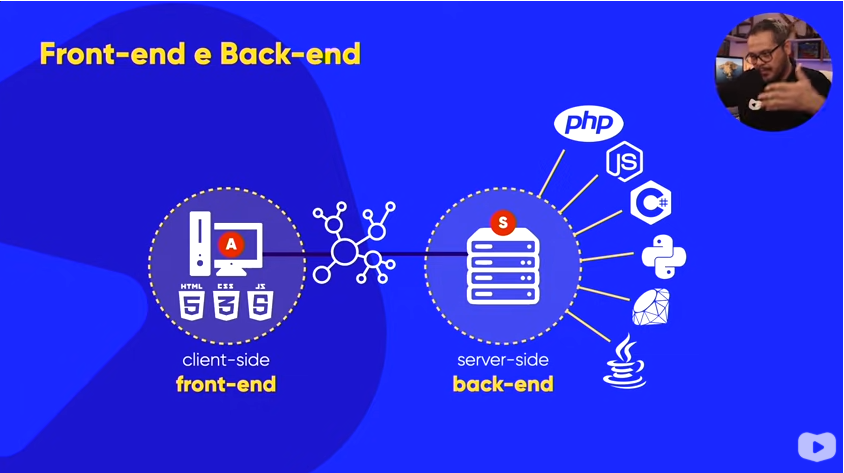 Front-end e Back-end
php
JS
C#
A
S
HTML CSS JS
5 3 5
client-side
front-end
server-side
back-end